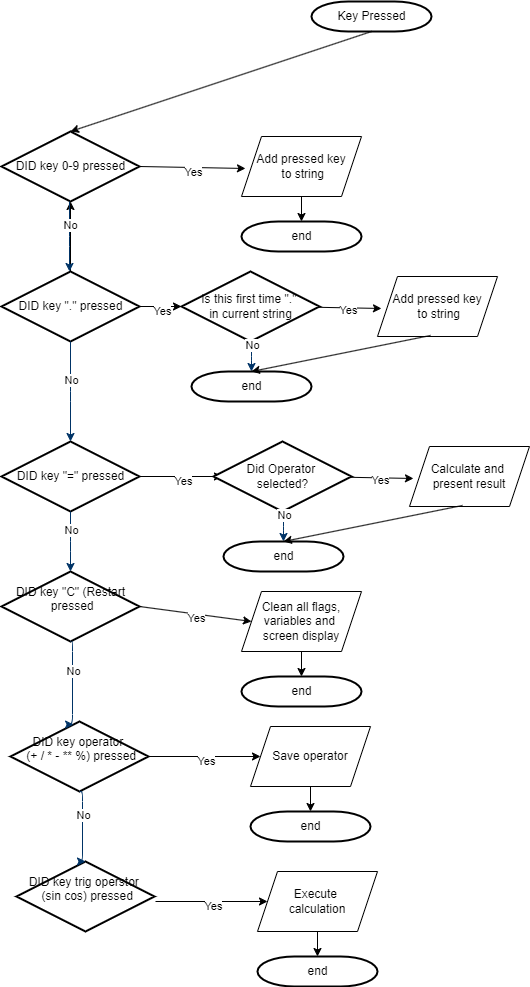 Key Pressed
DID key 0-9 pressed
Yes
Add pressed key
to string
end
No
DID key "." pressed
Yes
Is this first time "."
in current string
Yes
Add pressed key
to string
No
end
No
DID key "=" pressed
Yes
Did Operator
selected?
Yes
Calculate and
present result
No
end
No
DID key "C" (Restart
pressed
Yes
Clean all flags,
variables and
screen display
end
No
DID key operator
(+ / * - ** %) pressed
Yes
Save operator
end
No
DID key trig operstor
(sin cos) pressed
Yes
Execute
calculation
end